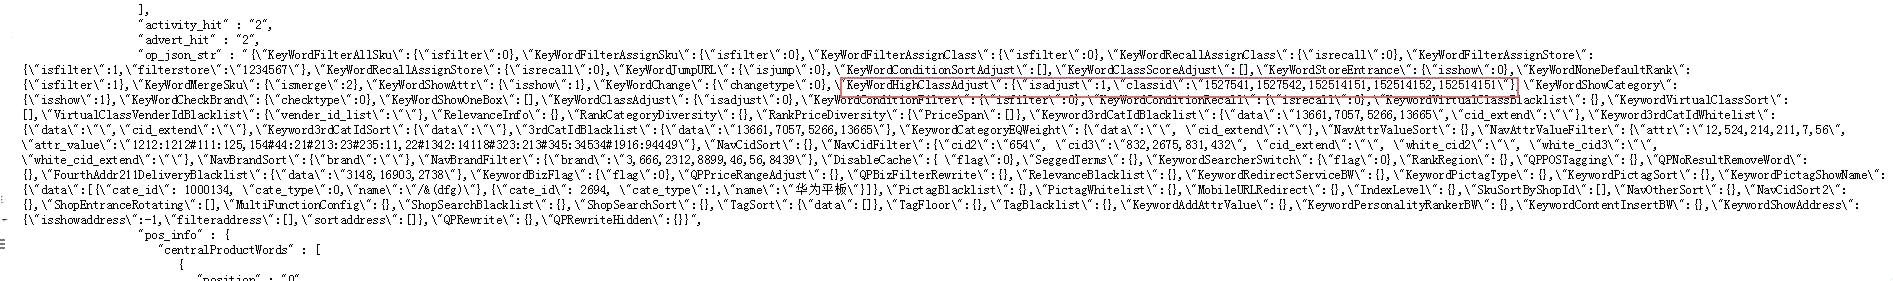 ],
"activity_hit" : "2",
"advert_hit" : "2",
"op_json_str" : "{\"KeyWordFilterAllSku\":{\"isfilter\":0},\"KeyWordFilterAssignSku\":{\"isfilter\":0},\"KeyWordFilterAssignClass\":{\"isfilter\":0},\"KeyWordRecallAssignClass\":{\"isrecall\":0},\"KeyWordFilterAssignStore\":
{\"isfilter\":1,\"filterstore\":\"1234567\"},\"KeyWordRecallAssignStore\":{\"isrecall\":0},\"KeyWordJumpURL\":{\"isjump\":0},\"KeyWordConditionSortAdjust\":[],\"KeyWordClassScoreAdjust\":[],\"KeyWordStoreEntrance\":{\"isshow\":0},\"KeyWordNoneDefaultRank\":
{\"isfilter\":1},\"KeyWordMergeSku\":{\"ismerge\":2},\"KeyWordShowAttr\":{\"isshow\":1},\"KeyWordChange\":{\"changetype\":0},\"KeyWordHighClassAdjust\":{\"isadjust\":1,\"classid\":\"1527541,1527542,152514151,152514152,152514151\"},\"KeyWordShowCategory\":
{\"isshow\":1},\"KeyWordCheckBrand\":{\"checktype\":0},\"KeyWordShowOneBox\":[],\"KeyWordClassAdjust\":{\"isadjust\":0},\"KeyWordConditionFilter\":{\"isfilter\":0},\"KeyWordConditionRecall\":{\"isrecall\":0},\"KeyWordVirtualClassBlacklist\":{},\"KeyWordVirtualClassSort\":
[],\"VirtualClassVenderIdBlacklist\":{\"vender_id_list\":\"\"},\"RelevanceInfo\":{},\"RankCategoryDiversity\":{},\"RankPriceDiversity\":{\"PriceSpan\":[]},\"Keyword3rdCatIdBlacklist\":{\"data\":\"13661,7057,5266,13665\",\"cid_extend\":\"\"},\"Keyword3rdCatIdWhitelist\":
{\"data\":\"\",\"cid_extend\":\"\"},\"Keyword3rdCatIdSort\":{\"data\":\"\"},\"3rdCatIdBlacklist\":{\"data\":\"13661,7057,5266,13665\"},\"KeywordCategoryEQWeight\":{\"data\":\"\", \"cid_extend\":\"\"},\"NavAttrValueSort\":{},\"NavAttrValueFilter\":{\"attr\":\"12,524,214,211,7,56\",
\"attr_value\":\"1212:1212#111:125,154#44:21#213:23#235:11,22#1342:14118#323:213#345:34534#1916:94449\"},\"NavCidSort\":{},\"NavCidFilter\":{\"cid2\":\"654\", \"cid3\":\"832,2675,831,432\", \"cid_extend\":\"\", \"white_cid2\":\"\", \"white_cid3\":\"\",
\"white_cid_extend\":\"\"},\"NavBrandSort\":{\"brand\":\"\"},\"NavBrandFilter\":{\"brand\":\"3,666,2312,8899,46,56,8439\"},\"DisableCache\":{ \"flag\":0},\"SeggedTerms\":{},\"KeywordSearcherSwitch\":{\"flag\":0},\"RankRegion\":{},\"QPPOSTagging\":{},\"QPNoResultRemoveWord\":
{},\"FourthAddr211DeliveryBlacklist\":{\"data\":\"3148,16903,2738\"},\"KeywordBizFlag\":{\"flag\":0},\"QPPriceRangeAdjust\":{},\"QPBizFilterRewrite\":{},\"RelevanceBlacklist\":{},\"KeywordRedirectServiceBW\":{},\"KeywordPictagType\":{},\"KeywordPictagSort\":{},\"KeywordPictagShowName\":
{\"data\":[{\"cate_id\": 1000134, \"cate_type\":0,\"name\":\"/&(dfg)\"},{\"cate_id\": 2694, \"cate_type\":1,\"name\":\"华为平板\"}]},\"PictagBlacklist\":{},\"PictagWhitelist\":{},\"MobileURLRedirect\":{},\"IndexLevel\":{},\"SkuSortByShopId\":[],\"NavOtherSort\":{},\"NavCidSort2\":
{},\"ShopEntranceRotating\":[],\"MultiFunctionConfig\":{},\"ShopSearchBlacklist\":{},\"ShopSearchSort\":{},\"TagSort\":{\"data\":[]},\"TagFloor\":{},\"TagBlacklist\":{},\"KeywordAddAttrValue\":{},\"KeywordPersonalityRankerBW\":{},\"KeywordContentInsertBW\":{},\"KeywordShowAddress\":
{\"isshowaddress\":-1,\"filteraddress\":[],\"sortaddress\":[]},\"QPRewrite\":{},\"QPRewriteHidden\":{}}",
"pos_info" : {
"centralProductWords" : [
{
"position" : "0"